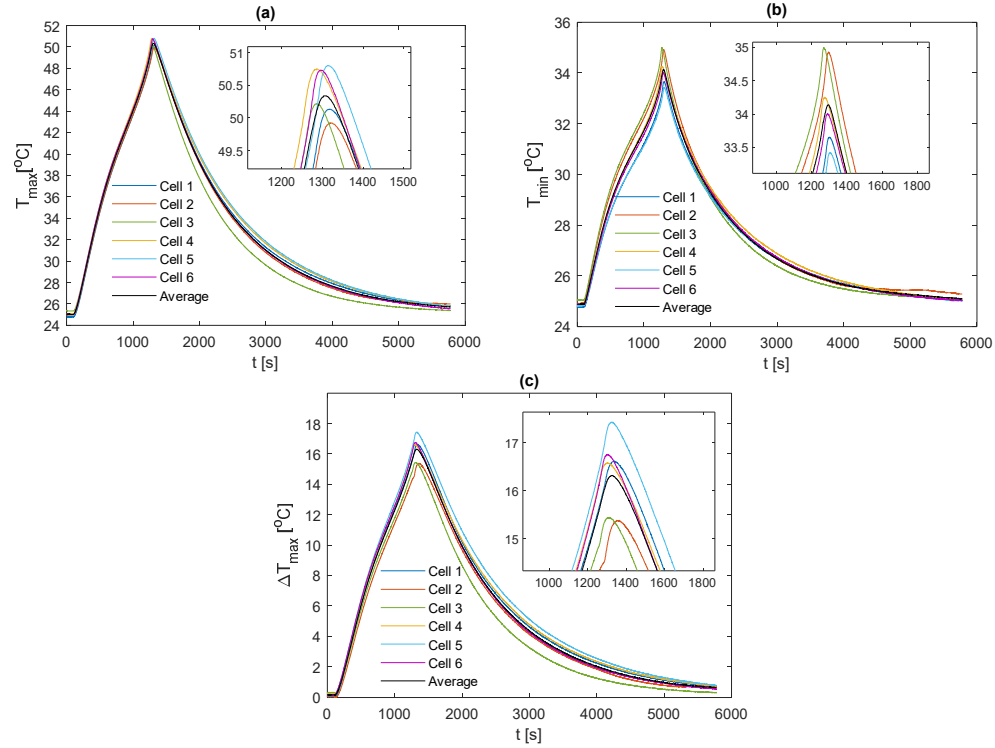 (a)
52
50
48
46
44
42
40
38
36
34
32
30
28
26
24
T_max[°C]
51
50.5
50
49.5
1200 1300 1400 1500
Cell 1
Cell 2
Cell 3
Cell 4
Cell 5
Cell 6
Average
0 1000 2000 3000 4000 5000 6000
t [s]
(b)
36
34
32
30
28
26
24
T_min[°C]
35
34.5
34
33.5
1000 1200 1400 1600 1800
Cell 1
Cell 2
Cell 3
Cell 4
Cell 5
Cell 6
Average
0 1000 2000 3000 4000 5000 6000
t [s]
(c)
18
16
14
12
10
8
6
4
2
0
ΔT_max [°C]
17
16
15
1000 1200 1400 1600 1800
Cell 1
Cell 2
Cell 3
Cell 4
Cell 5
Cell 6
Average
0 1000 2000 3000 4000 5000 6000
t [s]